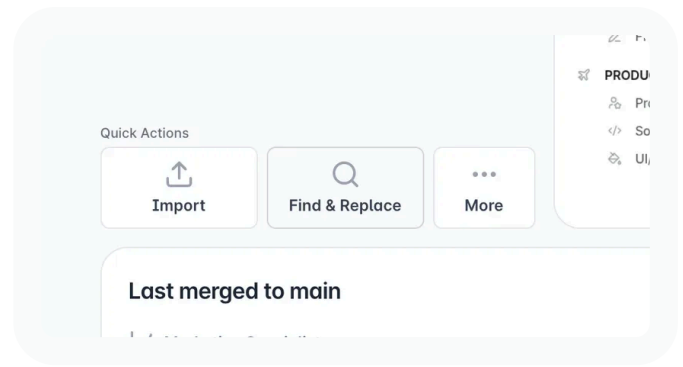 PRODU
Quick Actions
Import
Find & Replace
More
Last merged to main